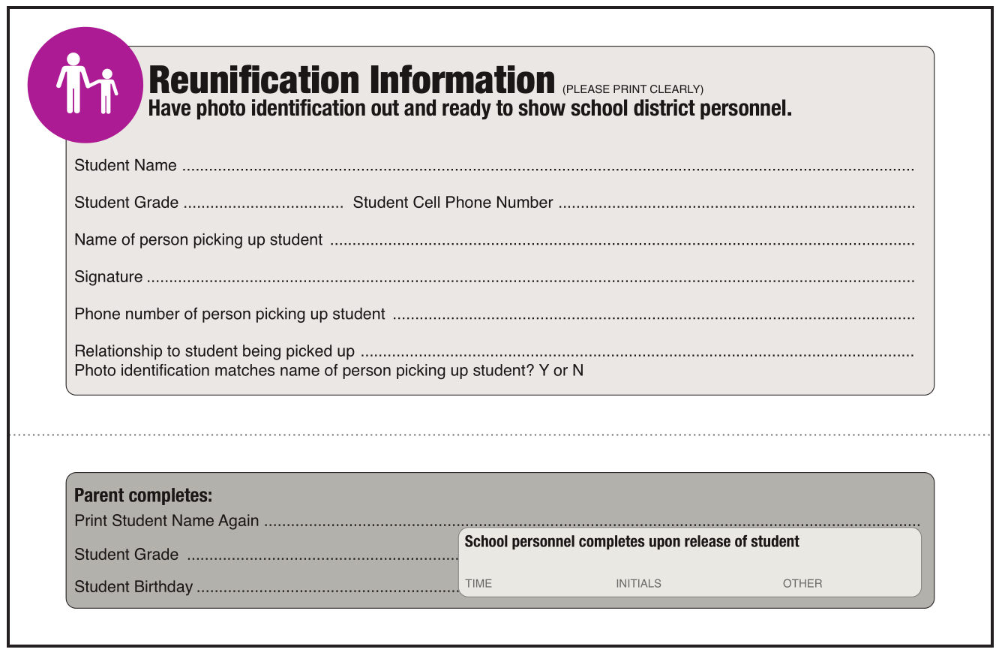 Reunification Information (PLEASE PRINT CLEARLY)
Have photo identification out and ready to show school district personnel.
Student Name
Student Grade Student Cell Phone Number
Name of person picking up student
Signature
Phone number of person picking up student
Relationship to student being picked up
Photo identification matches name of person picking up student? Y or N
Parent completes:
Print Student Name Again
Student Grade
Student Birthday
School personnel completes upon release of student
TIME INITIALS OTHER